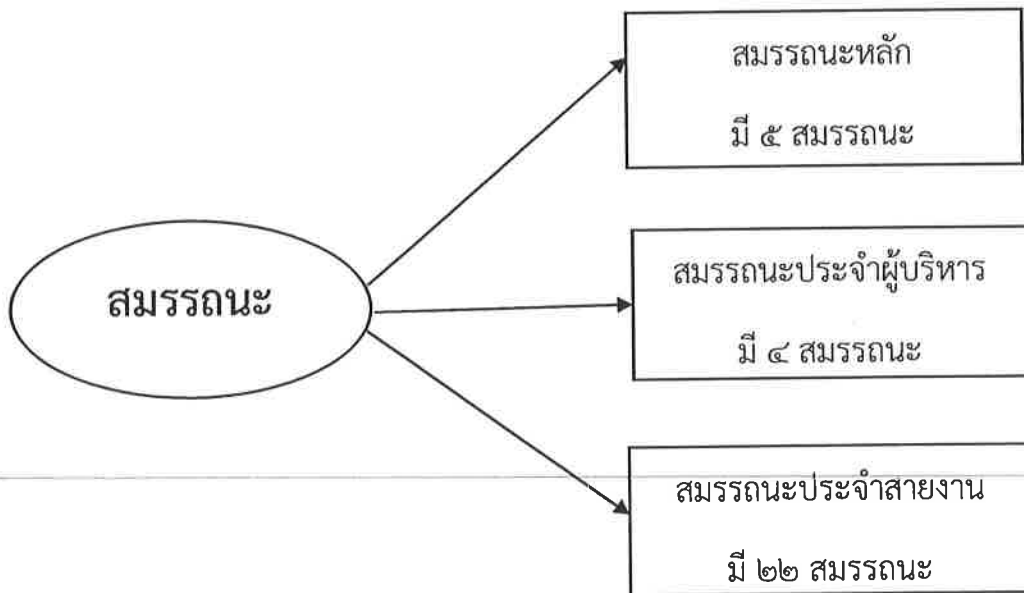 สมรรถนะ
สมรรถนะหลัก
มี ๕ สมรรถนะ
สมรรถนะประจำผู้บริหาร
มี ๔ สมรรถนะ
สมรรถนะประจำสายงาน
มี ๒๒ สมรรถนะ